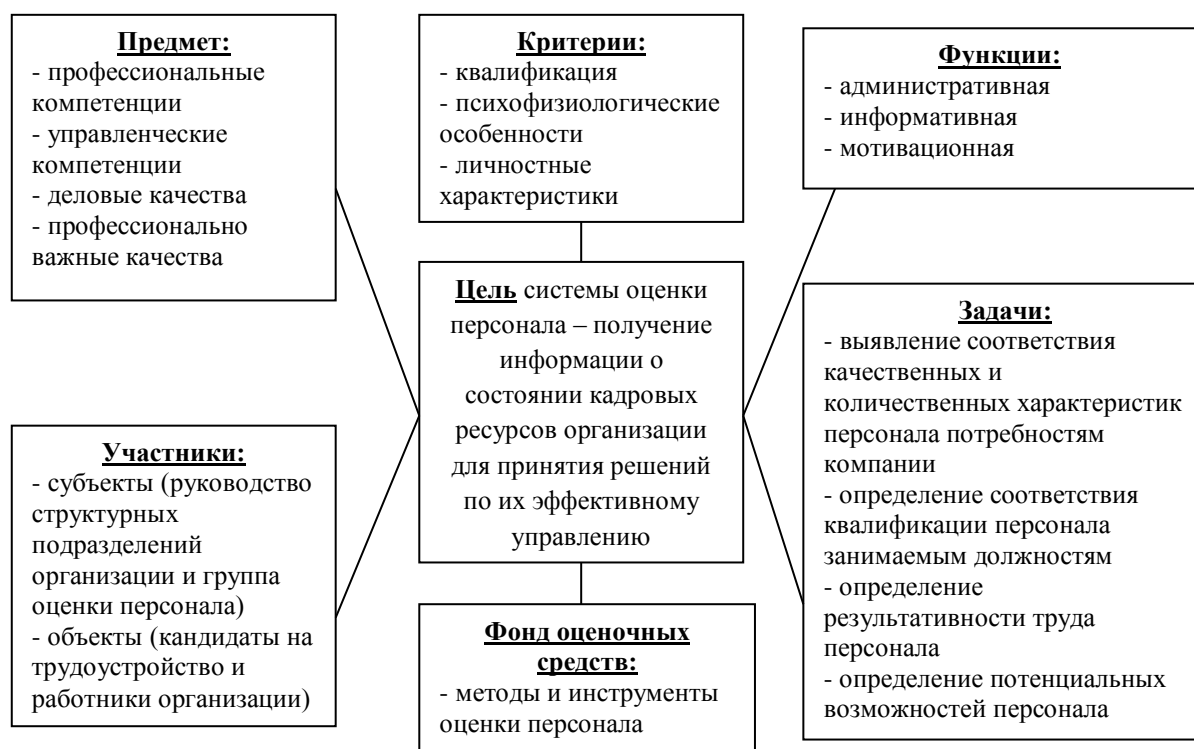 Предмет:
- профессиональные
компетенции
- управленческие
компетенции
- деловые качества
- профессионально
важные качества
Критерии:
- квалификация
- психофизиологические
особенности
- личностные
характеристики
Функции:
- административная
- информативная
- мотивационная
Цель системы оценки
персонала – получение
информации о
состоянии кадровых
ресурсов организации
для принятия решений
по их эффективному
управлению
Участники:
- субъекты (руководство
структурных
подразделений
организации и группа
оценки персонала)
- объекты (кандидаты на
трудоустройство и
работники организации)
Фонд оценочных
средств:
- методы и инструменты
оценки персонала
Задачи:
- выявление соответствия
качественных и
количественных характеристик
персонала потребностям
компании
- определение соответствия
квалификации персонала
занимаемым должностям
- определение
результативности труда
персонала
- определение потенциальных
возможностей персонала